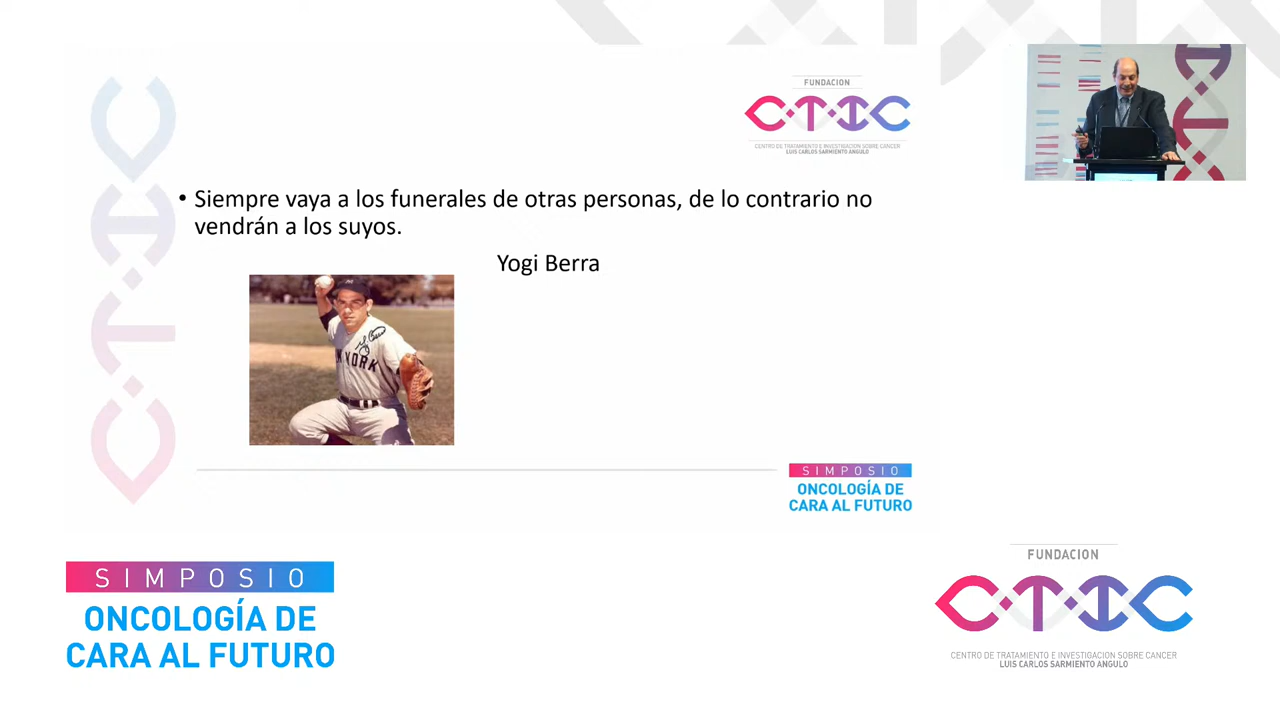 FUNDACION
C·T·I·C
CENTRO DE TRATAMIENTO E INVESTIGACION SOBRE CANCER
LUIS CARLOS SARMIENTO ANGULO
C·T·I·C
• Siempre vaya a los funerales de otras personas, de lo contrario no
vendrán a los suyos.
Yogi Berra
YORK
SIMPOSIO
ONCOLOGÍA DE
CARA AL FUTURO
SIMPOSIO
ONCOLOGÍA DE
CARA AL FUTURO
FUNDACION
C·T·I·C
CENTRO DE TRATAMIENTO E INVESTIGACION SOBRE CANCER
LUIS CARLOS SARMIENTO ANGULO